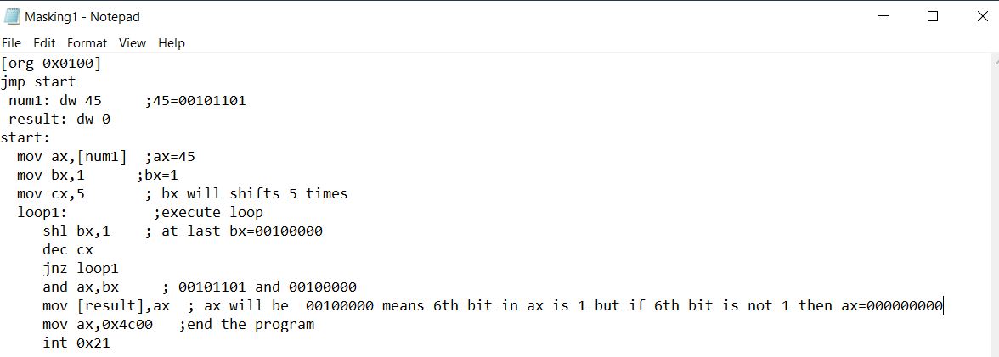 Masking1 - Notepad
File Edit Format View Help
[org 0x0100]
jmp start
 num1: dw 45     ;45=00101101
 result: dw 0
start:
  mov ax,[num1]  ;ax=45
  mov bx,1      ;bx=1
  mov cx,5       ; bx will shifts 5 times
  loop1:          ;execute loop
     shl bx,1    ; at last bx=00100000
     dec cx
     jnz loop1
     and ax,bx     ; 00101101 and 00100000
     mov [result],ax  ; ax will be  00100000 means 6th bit in ax is 1 but if 6th bit is not 1 then ax=000000000
     mov ax,0x4c00   ;end the program
     int 0x21